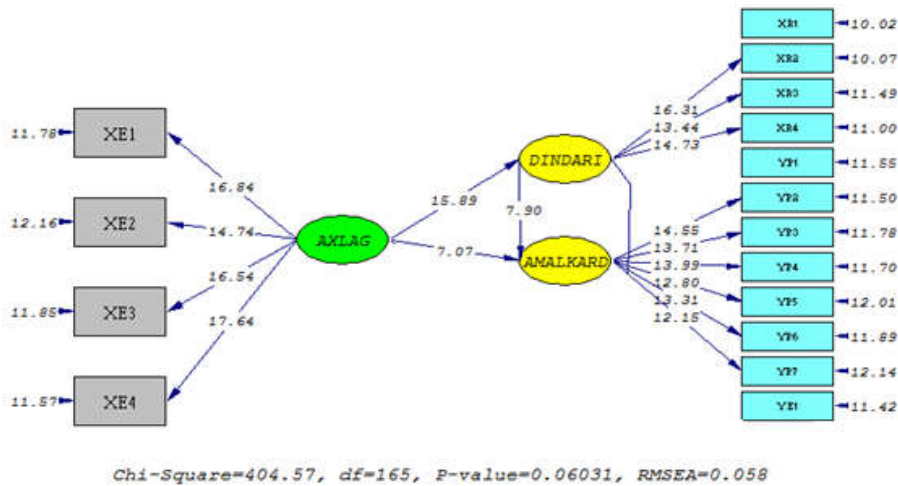 XR1 10.02
XR2 10.07
16.31 XR3 11.49
13.44
11.78 XE1 14.73 XR4 11.00
DINDARI YP1 11.55
16.84 15.89 YP2 11.50
12.16 XE2 14.74 7.90 14.55 YP3 11.78
AXLAG 13.71
7.07 AMALKARD 13.99 YP4 11.70
16.54 12.80 YP5 12.01
11.85 XE3 13.31
17.64 12.15 YP6 11.89
YP7 12.14
11.57 XE4 11.42
Chi-Square=404.57, df=165, P-value=0.06031, RMSEA=0.058